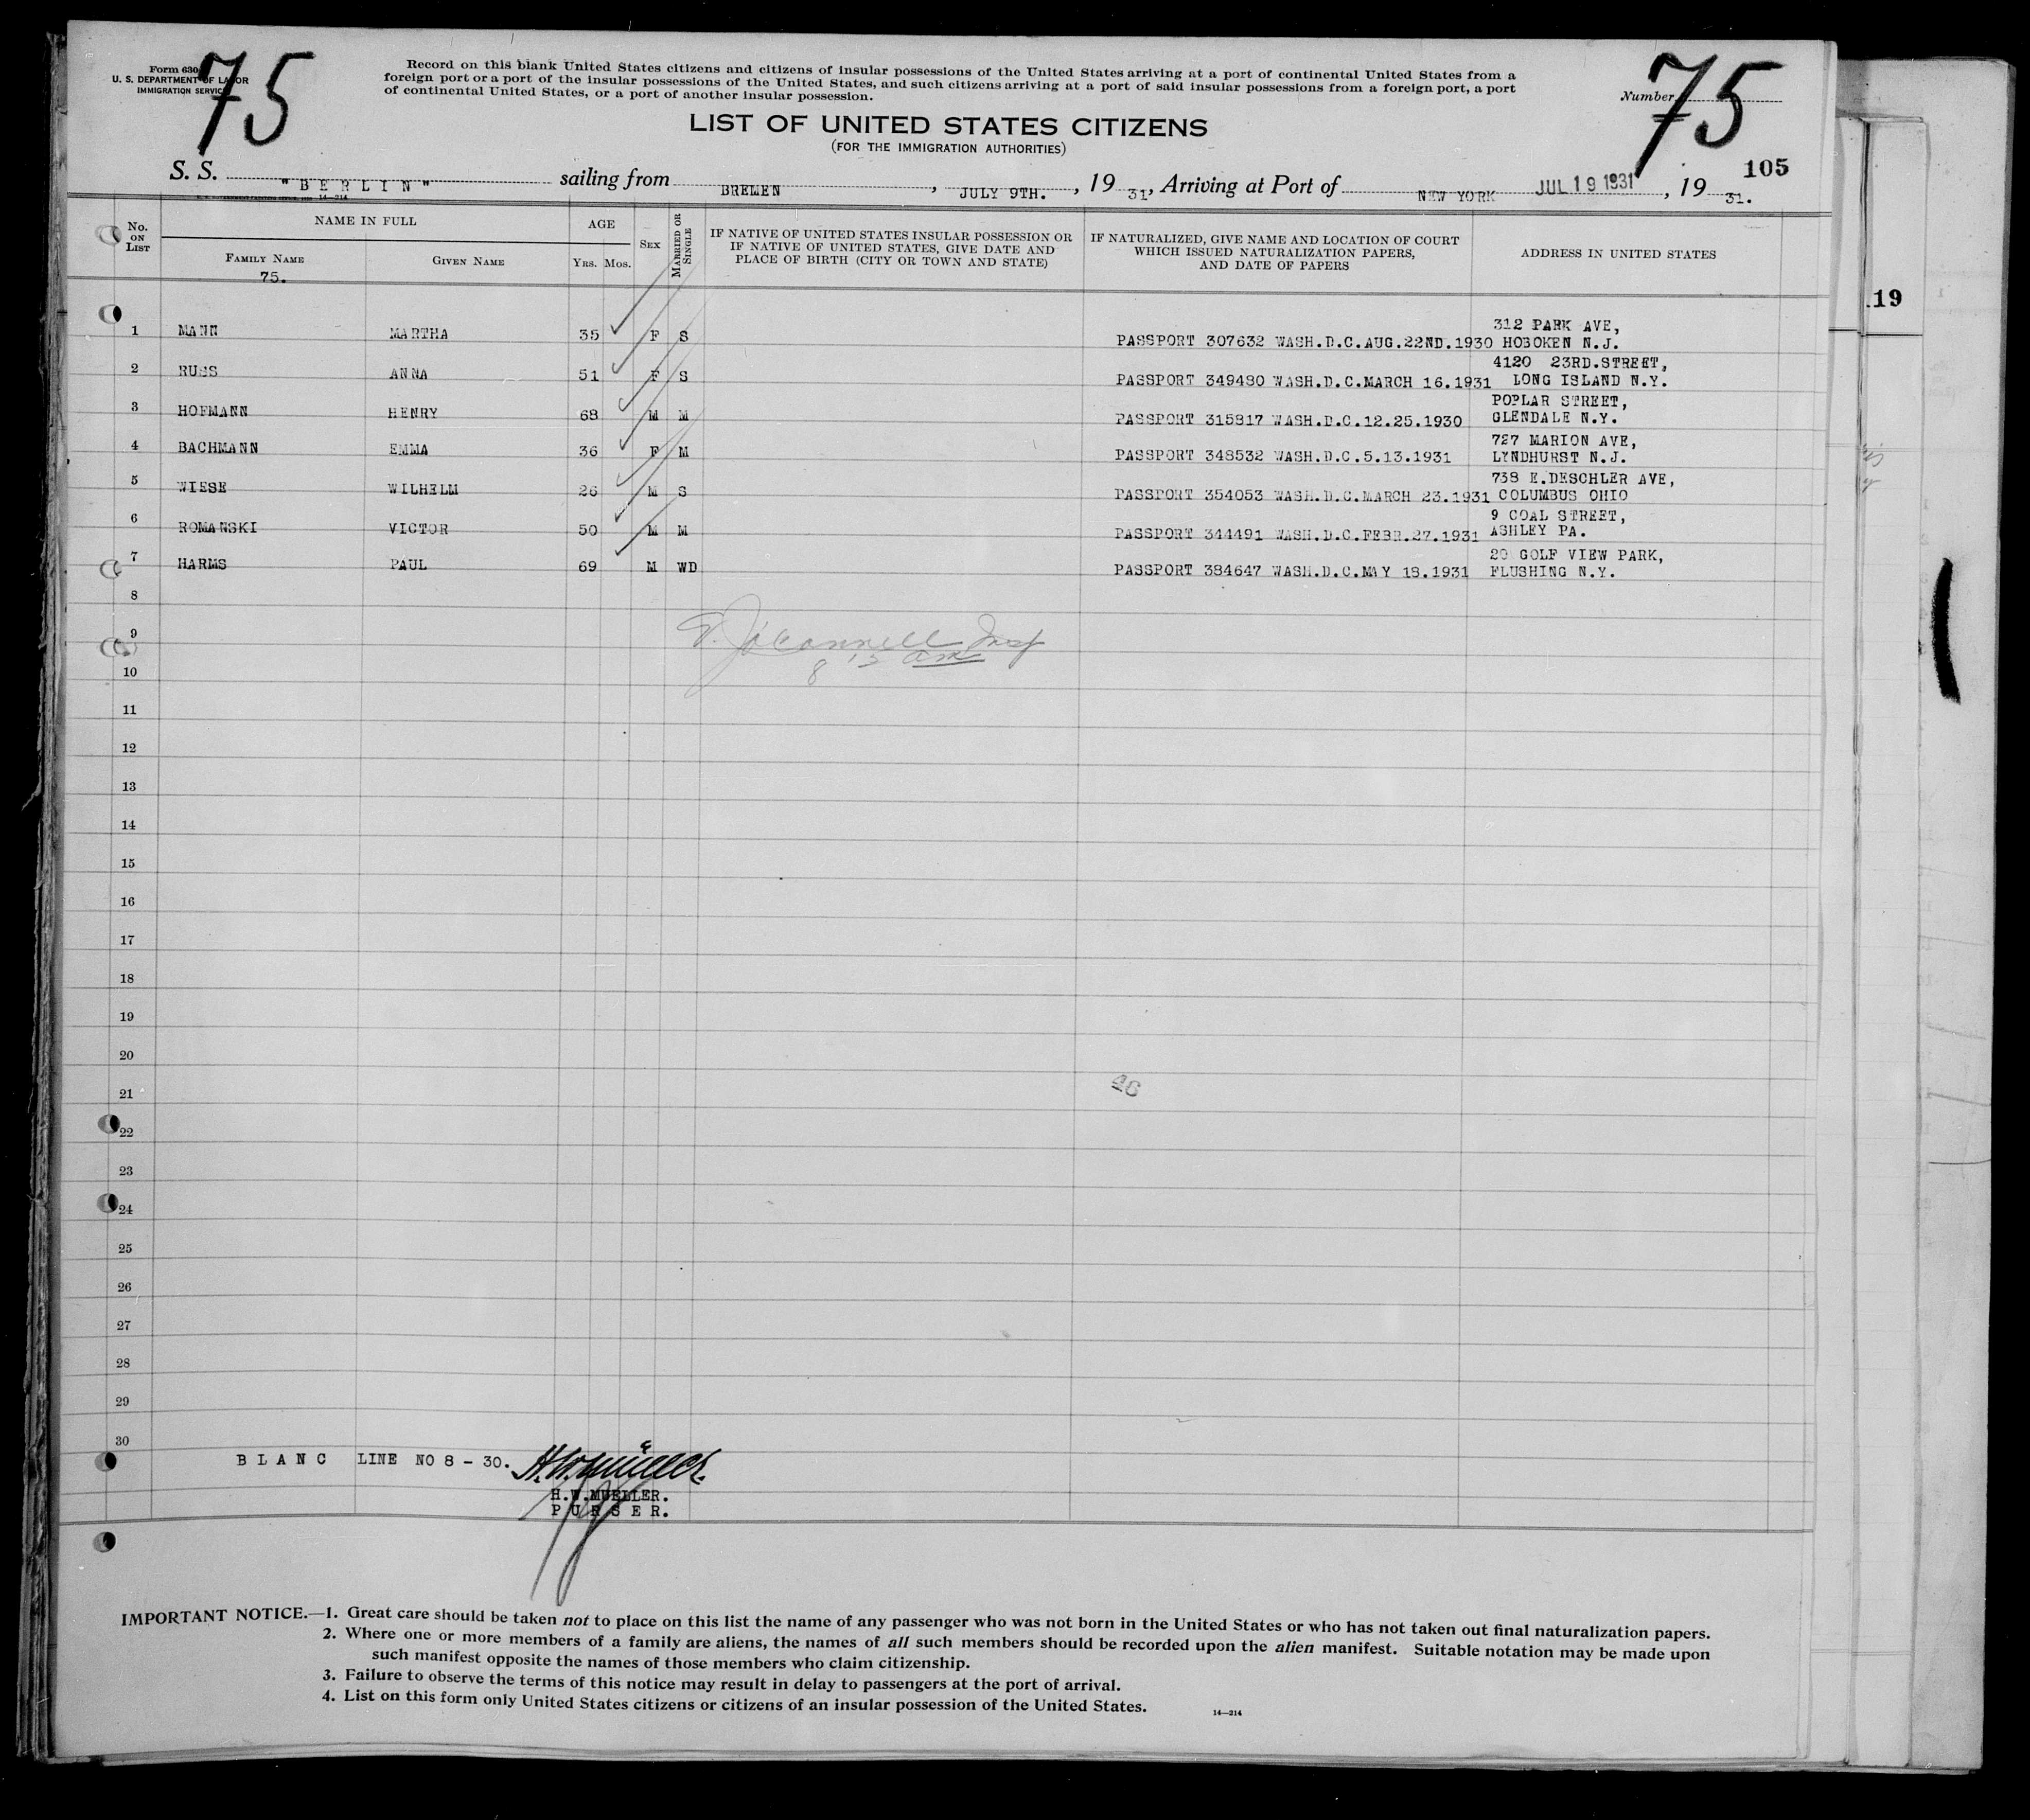 75
Form 630
U. S. DEPARTMENT OF LABOR
IMMIGRATION SERVICE
Record on this blank United States citizens and citizens of insular possessions of the United States arriving at a port of continental United States from a
foreign port or a port of the insular possessions of the United States, and such citizens arriving at a port of said insular possessions from a foreign port, a port
of continental United States, or a port of another insular possession.
Number 75
LIST OF UNITED STATES CITIZENS
(FOR THE IMMIGRATION AUTHORITIES)
105
S. S. "BERLIN" sailing from BREMEN, JULY 9TH., 19 31, Arriving at Port of NEW YORK JUL 19 1931, 19 31.
14—214
No. ON LIST
NAME IN FULL
FAMILY NAME
GIVEN NAME
75.
AGE
YRS. MOS.
SEX
MARRIED OR SINGLE
IF NATIVE OF UNITED STATES INSULAR POSSESSION OR
IF NATIVE OF UNITED STATES, GIVE DATE AND
PLACE OF BIRTH (CITY OR TOWN AND STATE)
IF NATURALIZED, GIVE NAME AND LOCATION OF COURT
WHICH ISSUED NATURALIZATION PAPERS,
AND DATE OF PAPERS
ADDRESS IN UNITED STATES
.19
1 MANN MARTHA 35 F S PASSPORT 307632 WASH.D.C.AUG.22ND.1930 312 PARK AVE,
HOBOKEN N.J.
2 RUSS ANNA 51 F S PASSPORT 349480 WASH.D.C.MARCH 16.1931 4120 23RD.STREET,
LONG ISLAND N.Y.
3 HOFMANN HENRY 68 M M PASSPORT 315817 WASH.D.C.12.25.1930 POPLAR STREET,
GLENDALE N.Y.
4 BACHMANN EMMA 36 F M PASSPORT 348532 WASH.D.C.5.13.1931 727 MARION AVE,
LYNDHURST N.J.
5 WIESE WILHELM 26 M S PASSPORT 354053 WASH.D.C.MARCH 23.1931 738 E.DESCHLER AVE,
COLUMBUS OHIO
6 ROMANSKI VICTOR 50 M M PASSPORT 344491 WASH.D.C.FEBR.27.1931 9 COAL STREET,
ASHLEY PA.
7 HARMS PAUL 69 M WD PASSPORT 384647 WASH.D.C.MAY 18.1931 29 GOLF VIEW PARK,
FLUSHING N.Y.
8
9
O'Connell Insp
8 15 am
10
11
12
13
14
15
16
17
18
19
20
21
22
23
24
25
26
27
28
29
30
BLANC LINE NO 8 - 30.
H.W.MUELLER.
PURSER.
IMPORTANT NOTICE.—1. Great care should be taken not to place on this list the name of any passenger who was not born in the United States or who has not taken out final naturalization papers.
2. Where one or more members of a family are aliens, the names of all such members should be recorded upon the alien manifest. Suitable notation may be made upon
such manifest opposite the names of those members who claim citizenship.
3. Failure to observe the terms of this notice may result in delay to passengers at the port of arrival.
4. List on this form only United States citizens or citizens of an insular possession of the United States.
14—214